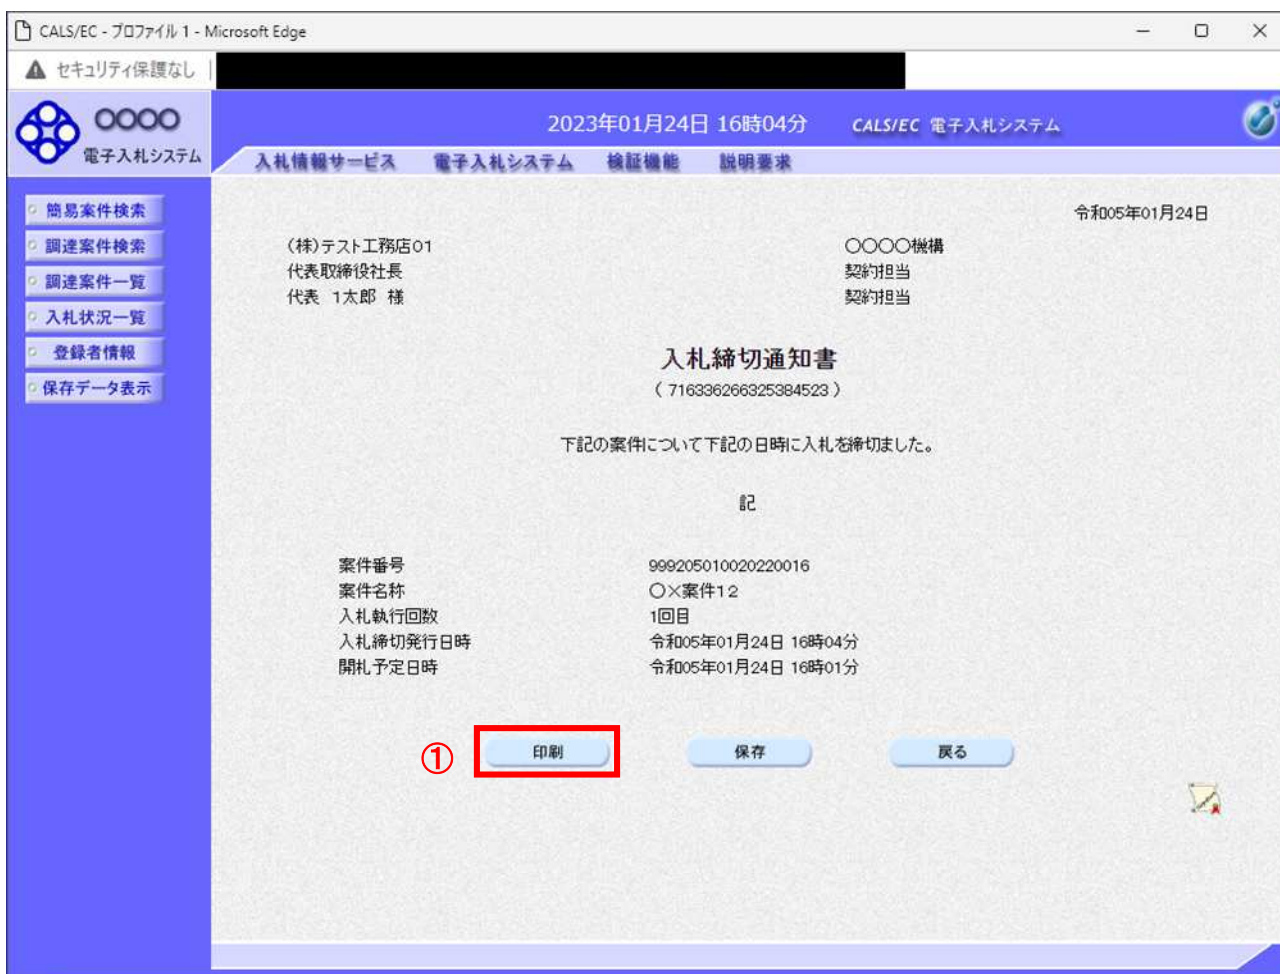 CALS/EC - プロファイル 1 - Microsoft Edge
セキュリティ保護なし
〇〇〇〇
電子入札システム
2023年01月24日 16時04分 CALS/EC 電子入札システム
入札情報サービス 電子入札システム 検証機能 説明要求
簡易案件検索
調達案件検索
調達案件一覧
入札状況一覧
登録者情報
保存データ表示
令和05年01月24日
(株)テスト工務店01 〇〇〇〇機構
代表取締役社長 契約担当
代表 1太郎 様 契約担当
入札締切通知書
( 716336266325384523 )
下記の案件について下記の日時に入札を締切ました。
記
案件番号 999205010020220016
案件名称 〇×案件12
入札執行回数 1回目
入札締切発行日時 令和05年01月24日 16時04分
開札予定日時 令和05年01月24日 16時01分
① 印刷 保存 戻る